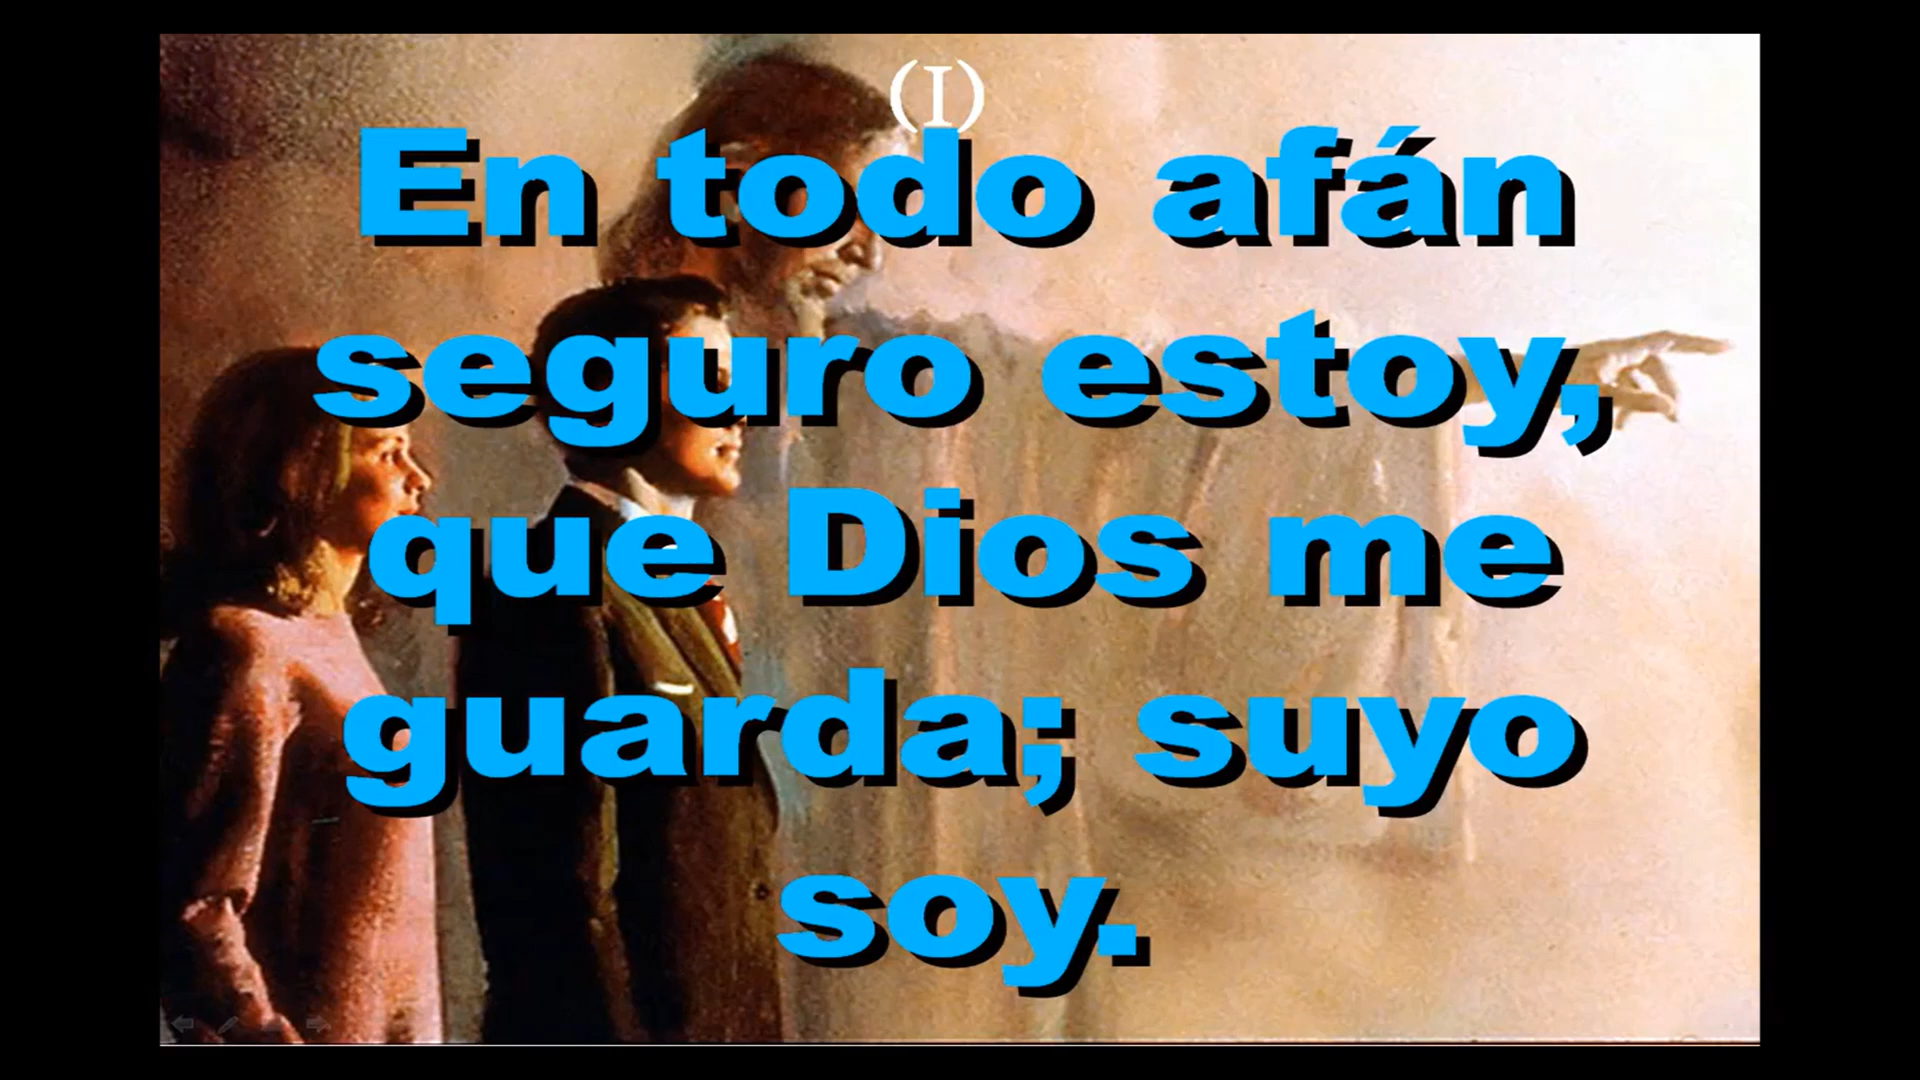 (I)
En todo afán
seguro estoy,
que Dios me
guarda; suyo
soy.